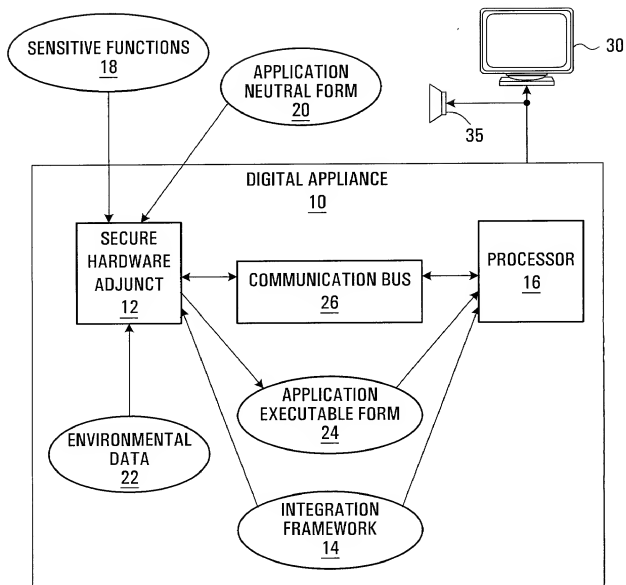 SENSITIVE FUNCTIONS
18
APPLICATION
NEUTRAL FORM
20
30
35
DIGITAL APPLIANCE
10
SECURE
HARDWARE
ADJUNCT
12
COMMUNICATION BUS
26
PROCESSOR
16
APPLICATION
EXECUTABLE FORM
24
ENVIRONMENTAL
DATA
22
INTEGRATION
FRAMEWORK
14